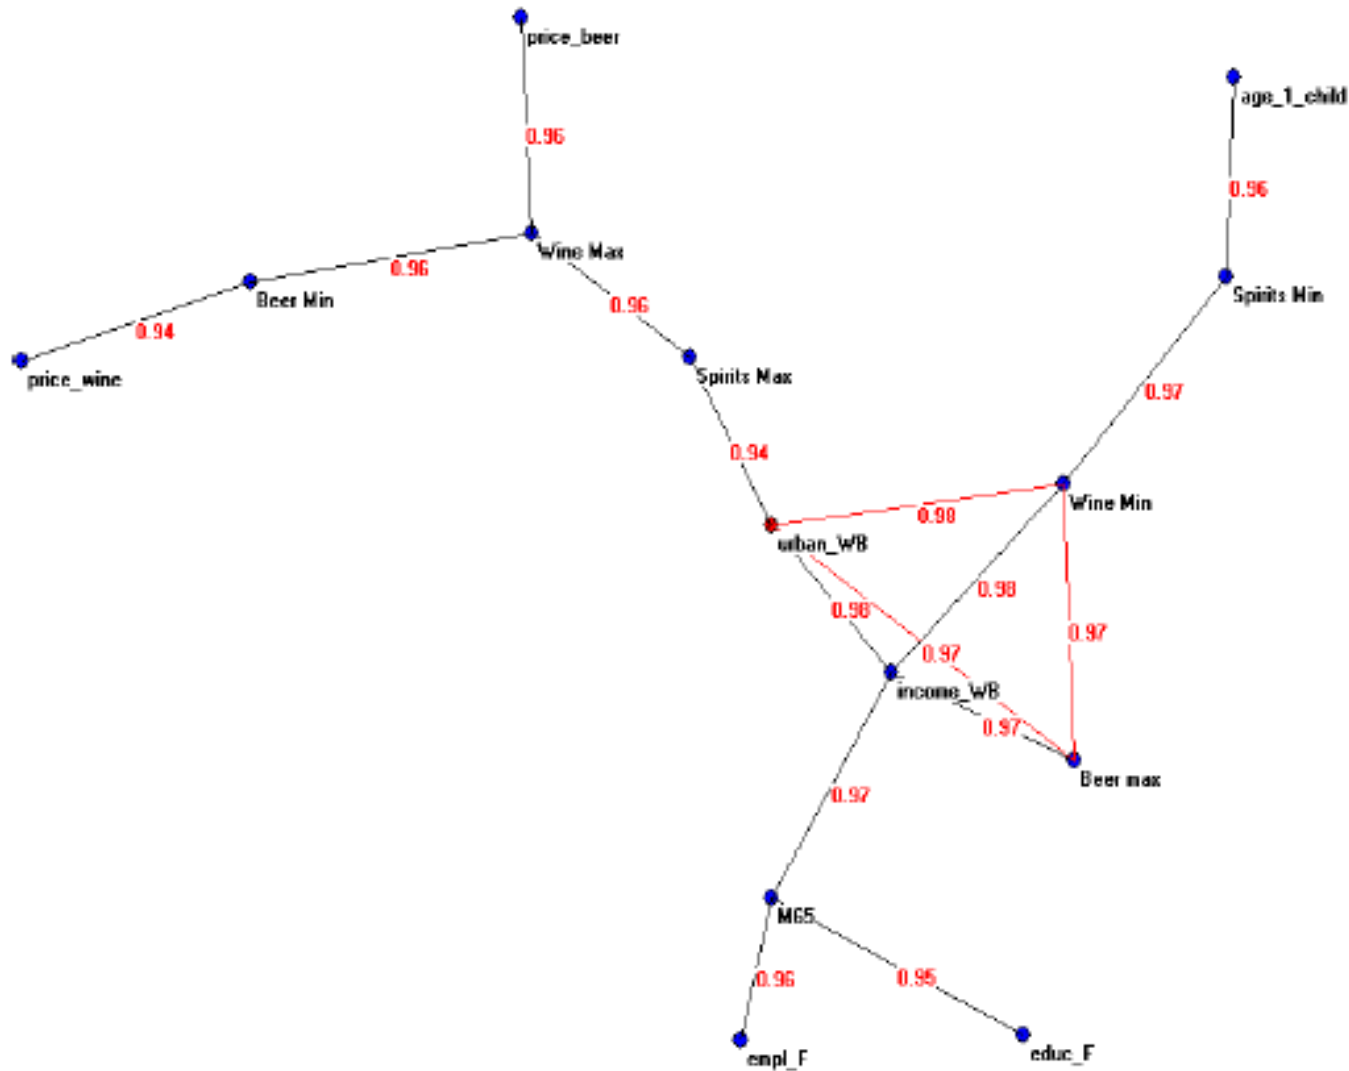 price_beer
age_1_child
0.96
0.96
Wine Max
0.96
Beer Min
Spirits Min
0.96
0.94
price_wine
Spirits Max
0.97
0.94
Wine Min
0.98
urban_WB
0.98
0.98
0.97
0.97
income_WB
0.97
Beer max
0.97
M65
0.96
0.95
empl_F
educ_F